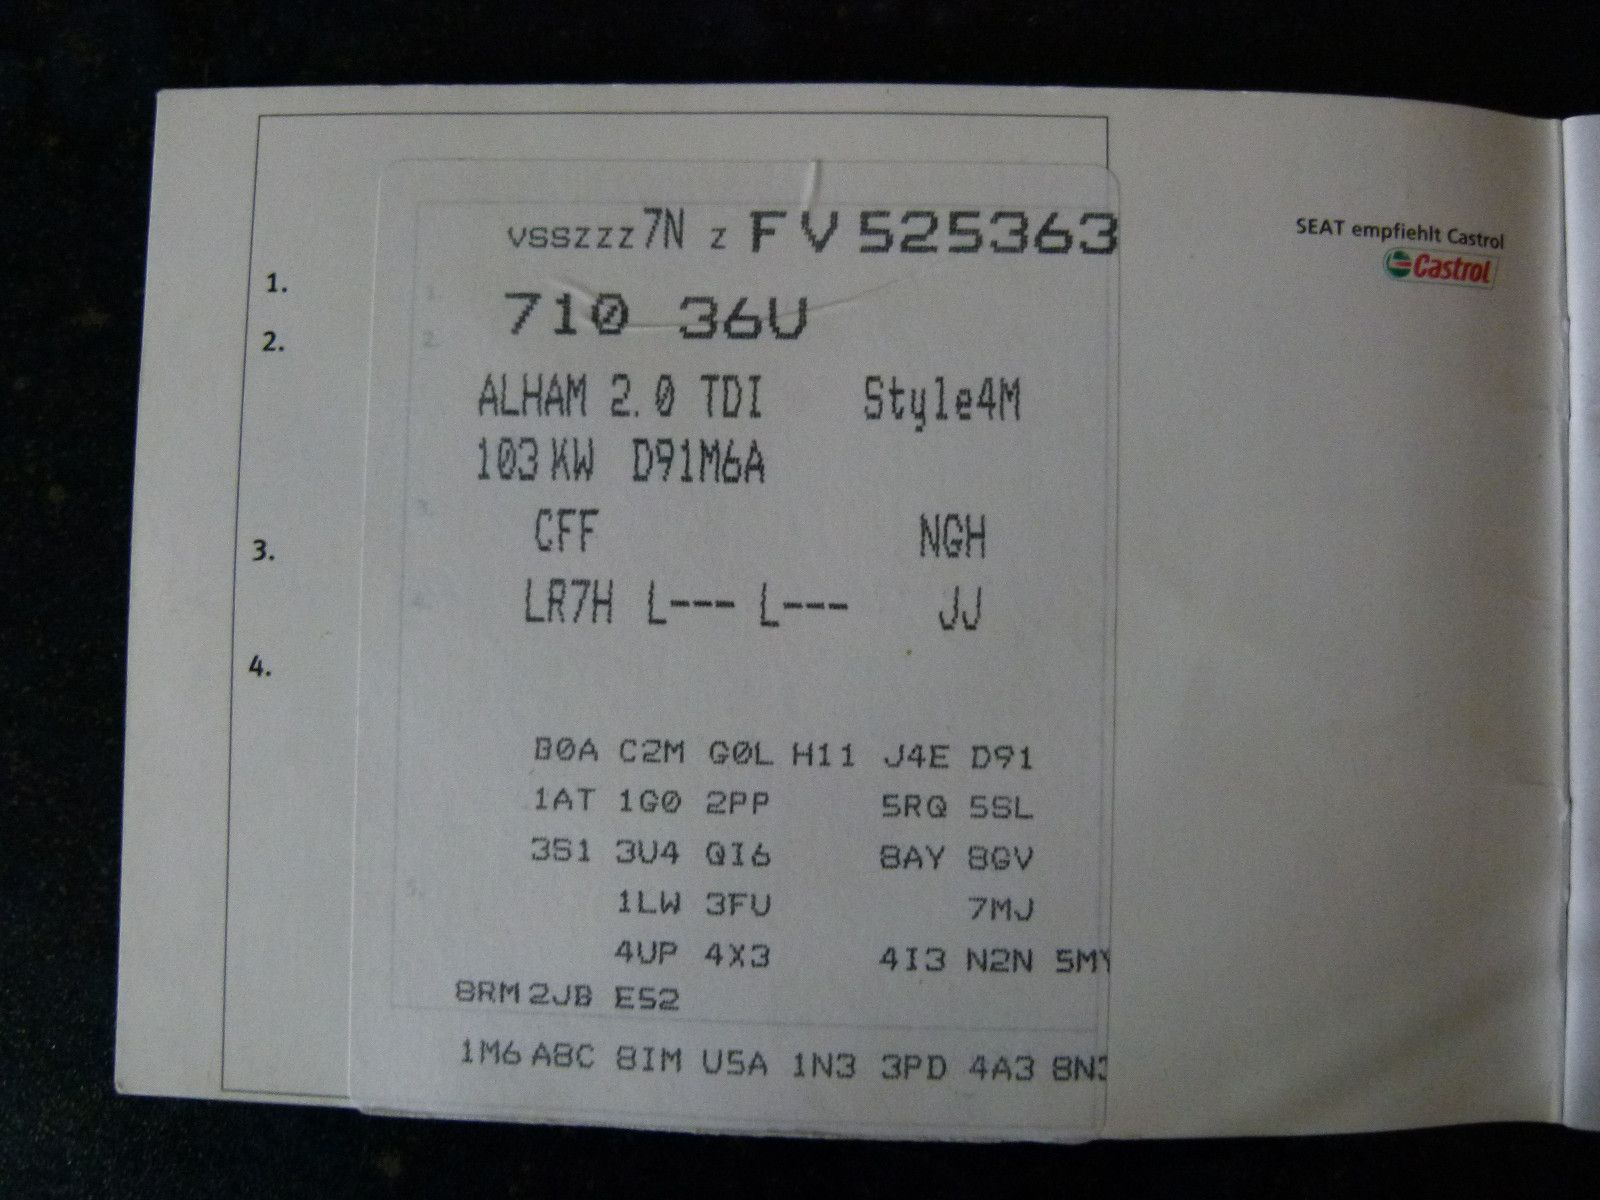 VSSZZZ7N Z FV525363
SEAT empfiehlt Castrol
Castrol
1.
710 36U
2.
ALHAM 2.0 TDI Style4M
103 KW D91M6A
3.
CFF NGH
LR7H L--- L--- JJ
4.
B0A C2M G0L H11 J4E D91
1AT 1G0 2PP 5RQ 5SL
3S1 3U4 QI6 8AY 8GV
1LW 3FU 7MJ
4UP 4X3 4I3 N2N 5MY
8RM 2JB ES2
1M6 A8C 8IM U5A 1N3 3PD 4A3